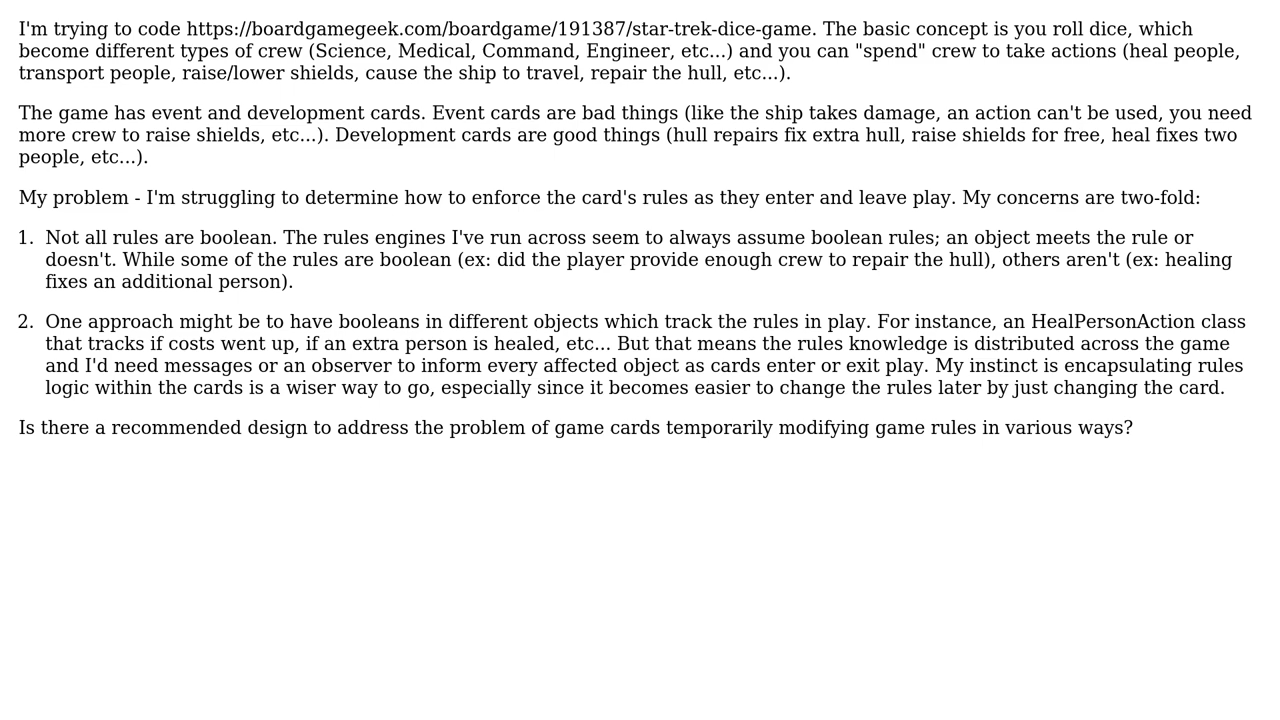 I'm trying to code https://boardgamegeek.com/boardgame/191387/star-trek-dice-game. The basic concept is you roll dice, which
become different types of crew (Science, Medical, Command, Engineer, etc...) and you can "spend" crew to take actions (heal people,
transport people, raise/lower shields, cause the ship to travel, repair the hull, etc...).
The game has event and development cards. Event cards are bad things (like the ship takes damage, an action can't be used, you need
more crew to raise shields, etc...). Development cards are good things (hull repairs fix extra hull, raise shields for free, heal fixes two
people, etc...).
My problem - I'm struggling to determine how to enforce the card's rules as they enter and leave play. My concerns are two-fold:
1. Not all rules are boolean. The rules engines I've run across seem to always assume boolean rules; an object meets the rule or
doesn't. While some of the rules are boolean (ex: did the player provide enough crew to repair the hull), others aren't (ex: healing
fixes an additional person).
2. One approach might be to have booleans in different objects which track the rules in play. For instance, an HealPersonAction class
that tracks if costs went up, if an extra person is healed, etc... But that means the rules knowledge is distributed across the game
and I'd need messages or an observer to inform every affected object as cards enter or exit play. My instinct is encapsulating rules
logic within the cards is a wiser way to go, especially since it becomes easier to change the rules later by just changing the card.
Is there a recommended design to address the problem of game cards temporarily modifying game rules in various ways?